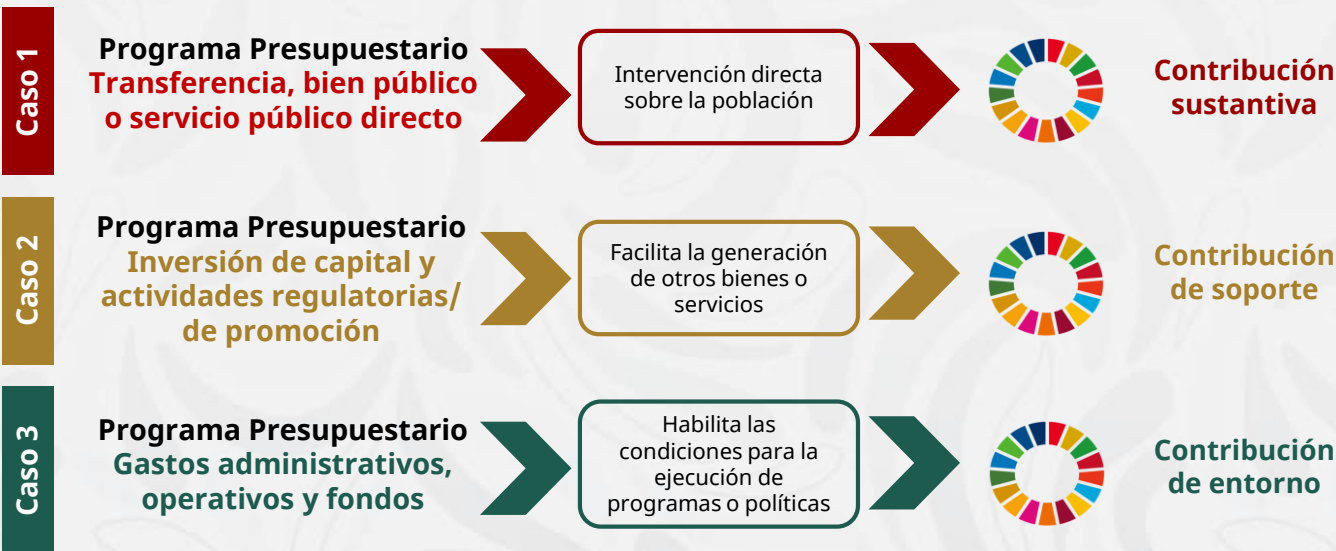 Caso 1
Programa Presupuestario
Transferencia, bien público
o servicio público directo
Intervención directa
sobre la población
Contribución
sustantiva
Caso 2
Programa Presupuestario
Inversión de capital y
actividades regulatorias/
de promoción
Facilita la generación
de otros bienes o
servicios
Contribución
de soporte
Caso 3
Programa Presupuestario
Gastos administrativos,
operativos y fondos
Habilita las
condiciones para la
ejecución de
programas o políticas
Contribución
de entorno